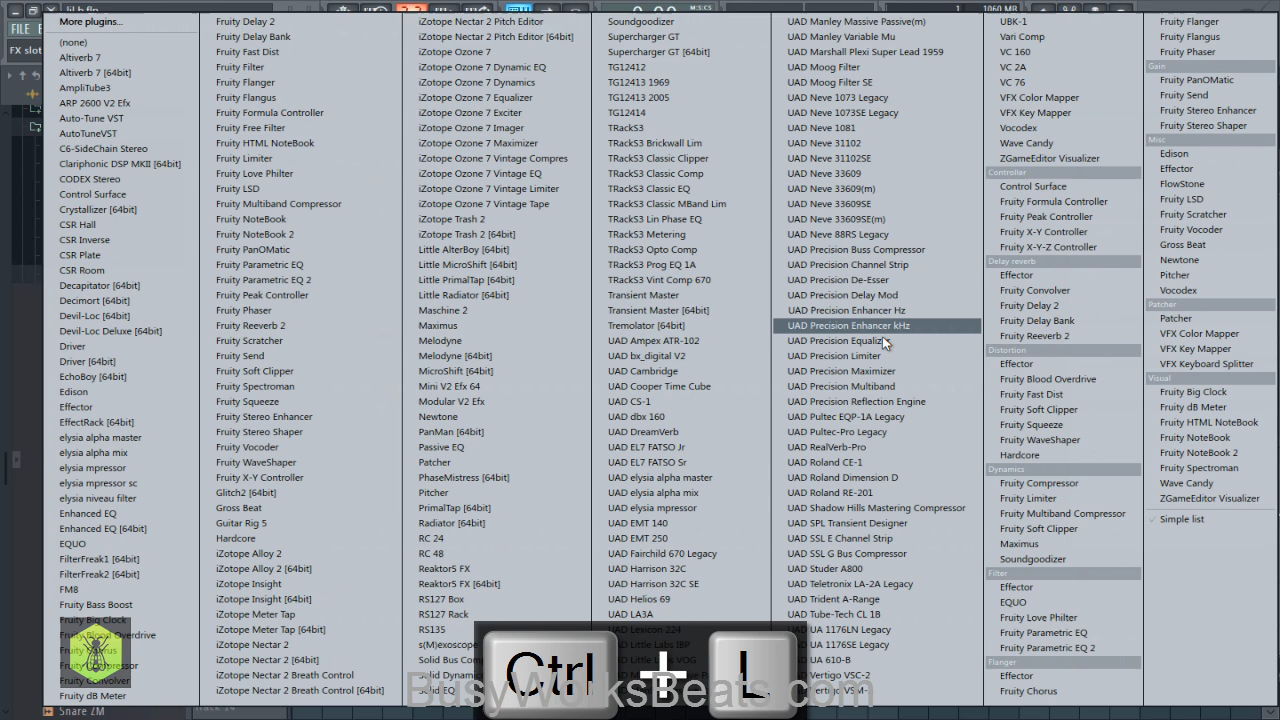 lil b.flp
1060 MB
FILE
FX slot
More plugins...
(none)
Altiverb 7
Altiverb 7 [64bit]
AmpliTube3
ARP 2600 V2 Efx
Auto-Tune VST
AutoTuneVST
C6-SideChain Stereo
Clariphonic DSP MKII [64bit]
CODEX Stereo
Control Surface
Crystallizer [64bit]
CSR Hall
CSR Inverse
CSR Plate
CSR Room
Decapitator [64bit]
Decimort [64bit]
Devil-Loc [64bit]
Devil-Loc Deluxe [64bit]
Driver
Driver [64bit]
EchoBoy [64bit]
Edison
Effector
EffectRack [64bit]
elysia alpha master
elysia alpha mix
elysia mpressor
elysia mpressor sc
elysia niveau filter
Enhanced EQ
Enhanced EQ [64bit]
EQUO
FilterFreak1 [64bit]
FilterFreak2 [64bit]
FM8
Fruity Bass Boost
Fruity Big Clock
Fruity Blood Overdrive
Fruity Convolver
Fruity dB Meter
Snare ZM
Fruity Delay 2
Fruity Delay Bank
Fruity Fast Dist
Fruity Filter
Fruity Flanger
Fruity Flangus
Fruity Formula Controller
Fruity Free Filter
Fruity HTML NoteBook
Fruity Limiter
Fruity Love Philter
Fruity LSD
Fruity Multiband Compressor
Fruity NoteBook
Fruity NoteBook 2
Fruity PanOMatic
Fruity Parametric EQ
Fruity Parametric EQ 2
Fruity Peak Controller
Fruity Phaser
Fruity Reeverb 2
Fruity Scratcher
Fruity Send
Fruity Soft Clipper
Fruity Spectroman
Fruity Squeeze
Fruity Stereo Enhancer
Fruity Stereo Shaper
Fruity Vocoder
Fruity WaveShaper
Fruity X-Y Controller
Glitch2 [64bit]
Gross Beat
Guitar Rig 5
Hardcore
iZotope Alloy 2
iZotope Alloy 2 [64bit]
iZotope Insight
iZotope Insight [64bit]
iZotope Meter Tap
iZotope Meter Tap [64bit]
iZotope Nectar 2
iZotope Nectar 2 [64bit]
iZotope Nectar 2 Breath Control
iZotope Nectar 2 Breath Control [64bit]
iZotope Nectar 2 Pitch Editor
iZotope Nectar 2 Pitch Editor [64bit]
iZotope Ozone 7
iZotope Ozone 7 Dynamic EQ
iZotope Ozone 7 Dynamics
iZotope Ozone 7 Equalizer
iZotope Ozone 7 Exciter
iZotope Ozone 7 Imager
iZotope Ozone 7 Maximizer
iZotope Ozone 7 Vintage Compres
iZotope Ozone 7 Vintage EQ
iZotope Ozone 7 Vintage Limiter
iZotope Ozone 7 Vintage Tape
iZotope Trash 2
iZotope Trash 2 [64bit]
Little AlterBoy [64bit]
Little MicroShift [64bit]
Little PrimalTap [64bit]
Little Radiator [64bit]
Maschine 2
Maximus
Melodyne
Melodyne [64bit]
MicroShift [64bit]
Mini V2 Efx 64
Modular V2 Efx
Newtone
PanMan [64bit]
Passive EQ
Patcher
PhaseMistress [64bit]
Pitcher
PrimalTap [64bit]
Radiator [64bit]
RC 24
RC 48
Reaktor5 FX
Reaktor5 FX [64bit]
RS127 Box
RS127 Rack
RS135
s(M)exoscope
Solid Bus Com
Solid Dynamics
Solid EQ
Soundgoodizer
Supercharger GT
Supercharger GT [64bit]
TG12412
TG12413 1969
TG12413 2005
TG12414
TRackS3
TRackS3 Brickwall Lim
TRackS3 Classic Clipper
TRackS3 Classic Comp
TRackS3 Classic EQ
TRackS3 Classic MBand Lim
TRackS3 Lin Phase EQ
TRackS3 Metering
TRackS3 Opto Comp
TRackS3 Prog EQ 1A
TRackS3 Vint Comp 670
Transient Master
Transient Master [64bit]
Tremolator [64bit]
UAD Ampex ATR-102
UAD bx_digital V2
UAD Cambridge
UAD Cooper Time Cube
UAD CS-1
UAD dbx 160
UAD DreamVerb
UAD EL7 FATSO Jr
UAD EL7 FATSO Sr
UAD elysia alpha master
UAD elysia alpha mix
UAD elysia mpressor
UAD EMT 140
UAD EMT 250
UAD Fairchild 670 Legacy
UAD Harrison 32C
UAD Harrison 32C SE
UAD Helios 69
UAD LA3A
UAD Lexicon 224
UAD Little Labs IBP
UAD Little Labs VOG
UAD Manley Massive Passive(m)
UAD Manley Variable Mu
UAD Marshall Plexi Super Lead 1959
UAD Moog Filter
UAD Moog Filter SE
UAD Neve 1073 Legacy
UAD Neve 1073SE Legacy
UAD Neve 1081
UAD Neve 31102
UAD Neve 31102SE
UAD Neve 33609
UAD Neve 33609(m)
UAD Neve 33609SE
UAD Neve 33609SE(m)
UAD Neve 88RS Legacy
UAD Precision Buss Compressor
UAD Precision Channel Strip
UAD Precision De-Esser
UAD Precision Delay Mod
UAD Precision Enhancer Hz
UAD Precision Enhancer kHz
UAD Precision Equalizer
UAD Precision Limiter
UAD Precision Maximizer
UAD Precision Multiband
UAD Precision Reflection Engine
UAD Pultec EQP-1A Legacy
UAD Pultec-Pro Legacy
UAD RealVerb-Pro
UAD Roland CE-1
UAD Roland Dimension D
UAD Roland RE-201
UAD Shadow Hills Mastering Compressor
UAD SPL Transient Designer
UAD SSL E Channel Strip
UAD SSL G Bus Compressor
UAD Studer A800
UAD Teletronix LA-2A Legacy
UAD Trident A-Range
UAD Tube-Tech CL 1B
UAD UA 1176LN Legacy
UAD UA 1176SE Legacy
UAD UA 610-B
UAD Vertigo VSC-2
UAD Vertigo VSM-
UBK-1
Vari Comp
VC 160
VC 2A
VC 76
VFX Color Mapper
VFX Key Mapper
Vocodex
Wave Candy
ZGameEditor Visualizer
Controller
Control Surface
Fruity Formula Controller
Fruity Peak Controller
Fruity X-Y Controller
Fruity X-Y-Z Controller
Delay reverb
Effector
Fruity Convolver
Fruity Delay 2
Fruity Delay Bank
Fruity Reeverb 2
Distortion
Effector
Fruity Blood Overdrive
Fruity Fast Dist
Fruity Soft Clipper
Fruity Squeeze
Fruity WaveShaper
Hardcore
Dynamics
Fruity Compressor
Fruity Limiter
Fruity Multiband Compressor
Fruity Soft Clipper
Maximus
Soundgoodizer
Filter
Effector
EQUO
Fruity Love Philter
Fruity Parametric EQ
Fruity Parametric EQ 2
Flanger
Effector
Fruity Chorus
Fruity Flanger
Fruity Flangus
Fruity Phaser
Gain
Fruity PanOMatic
Fruity Send
Fruity Stereo Enhancer
Fruity Stereo Shaper
Misc
Edison
Effector
FlowStone
Fruity LSD
Fruity Scratcher
Fruity Vocoder
Gross Beat
Newtone
Pitcher
Vocodex
Patcher
Patcher
VFX Color Mapper
VFX Key Mapper
VFX Keyboard Splitter
Visual
Fruity Big Clock
Fruity dB Meter
Fruity HTML NoteBook
Fruity NoteBook
Fruity NoteBook 2
Fruity Spectroman
Wave Candy
ZGameEditor Visualizer
Simple list
Ctrl + L
BusyWorksBeats.com